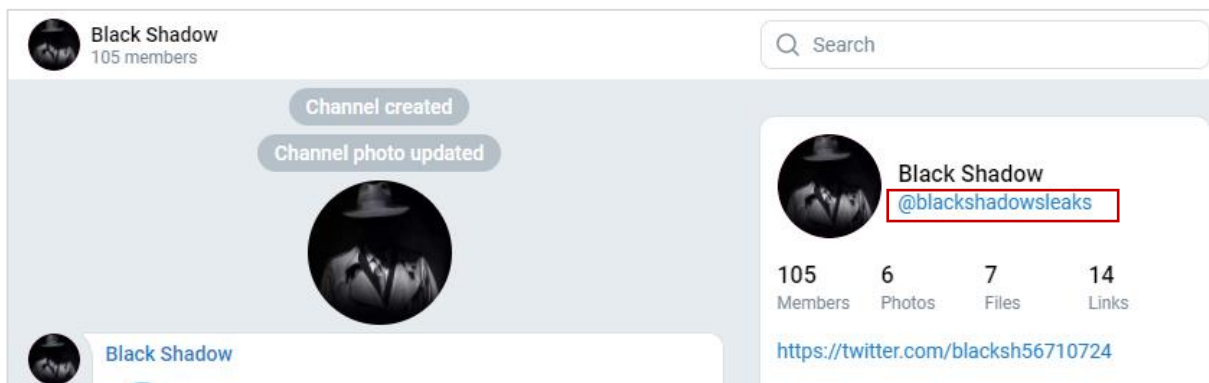 Black Shadow
105 members
Search
Channel created
Channel photo updated
Black Shadow
@blackshadowsleaks
105 6 7 14
Members Photos Files Links
Black Shadow
https://twitter.com/blacksh56710724